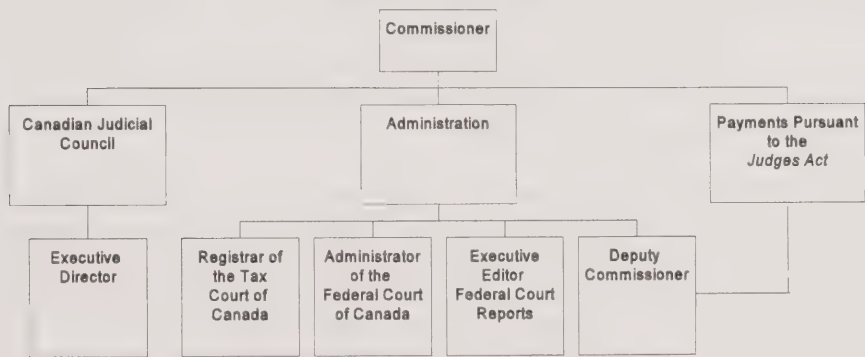 Commissioner
Canadian Judicial
Council
Administration
Payments Pursuant
to the
Judges Act
Executive
Director
Registrar of
the Tax
Court of
Canada
Administrator
of the
Federal Court
of Canada
Executive
Editor
Federal Court
Reports
Deputy
Commissioner